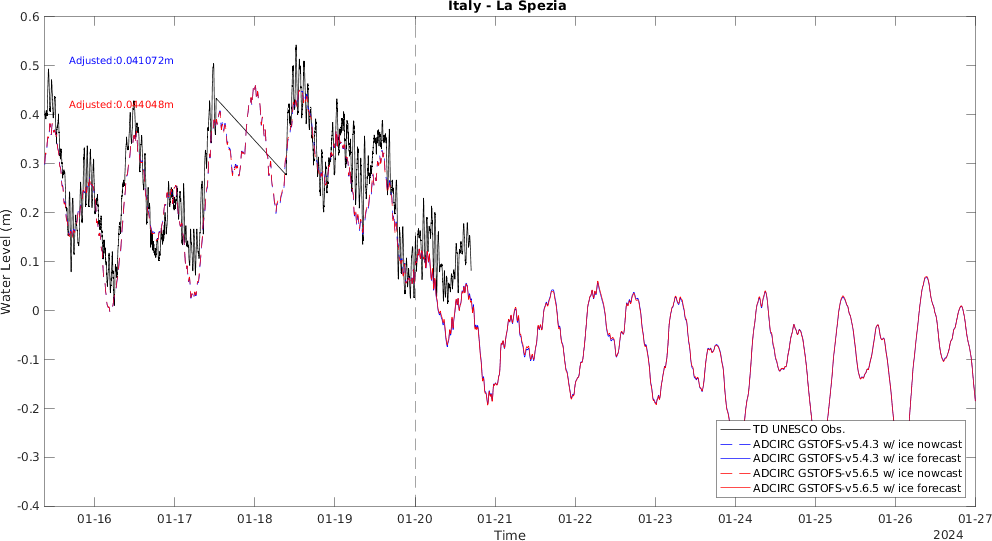 Italy - La Spezia
0.6
0.5
0.4
0.3
0.2
0.1
0
-0.1
-0.2
-0.3
-0.4
Water Level (m)
Adjusted:0.041072m
Adjusted:0.044048m
TD UNESCO Obs.
ADCIRC GSTOFS-v5.4.3 w/ ice nowcast
ADCIRC GSTOFS-v5.4.3 w/ ice forecast
ADCIRC GSTOFS-v5.6.5 w/ ice nowcast
ADCIRC GSTOFS-v5.6.5 w/ ice forecast
01-16 01-17 01-18 01-19 01-20 01-21 01-22 01-23 01-24 01-25 01-26 01-27
Time
2024